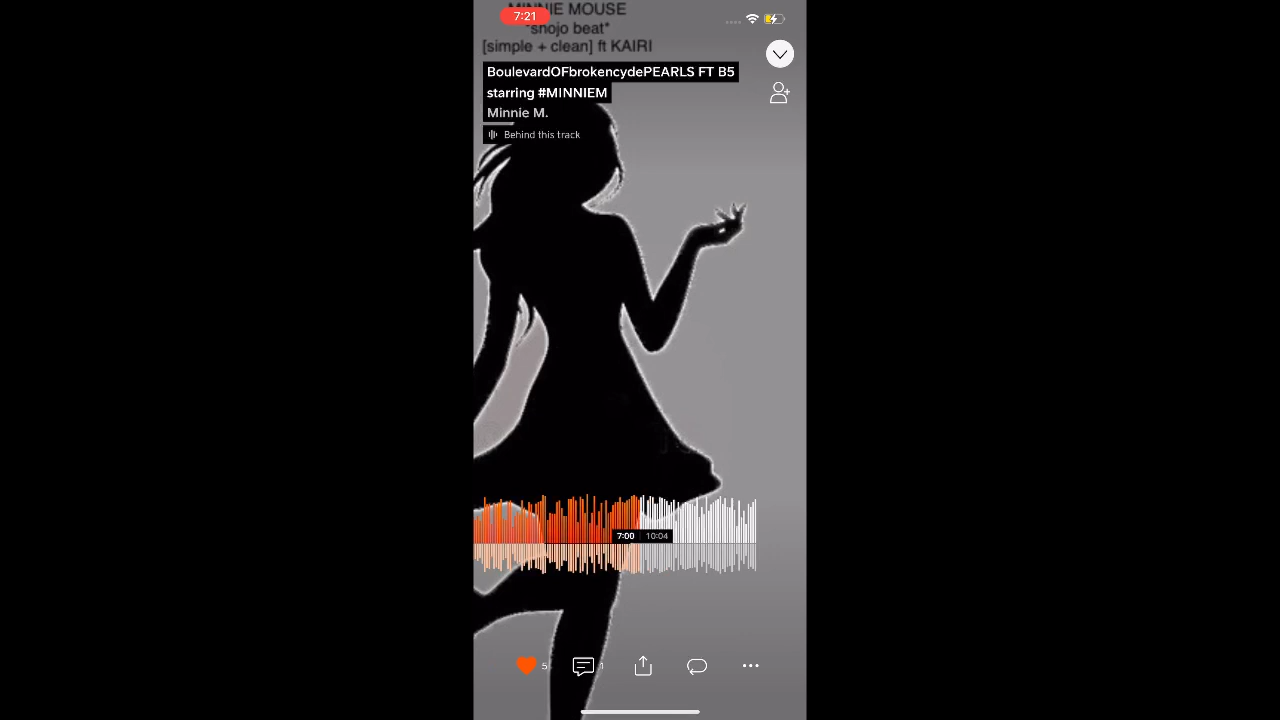 MINNIE MOUSE
7:21
*shojo beat*
[simple + clean] ft KAIRI
BoulevardOFbrokencydePEARLS FT B5
starring #MINNIEM
Minnie M.
Behind this track
7:00 10:04
5 1